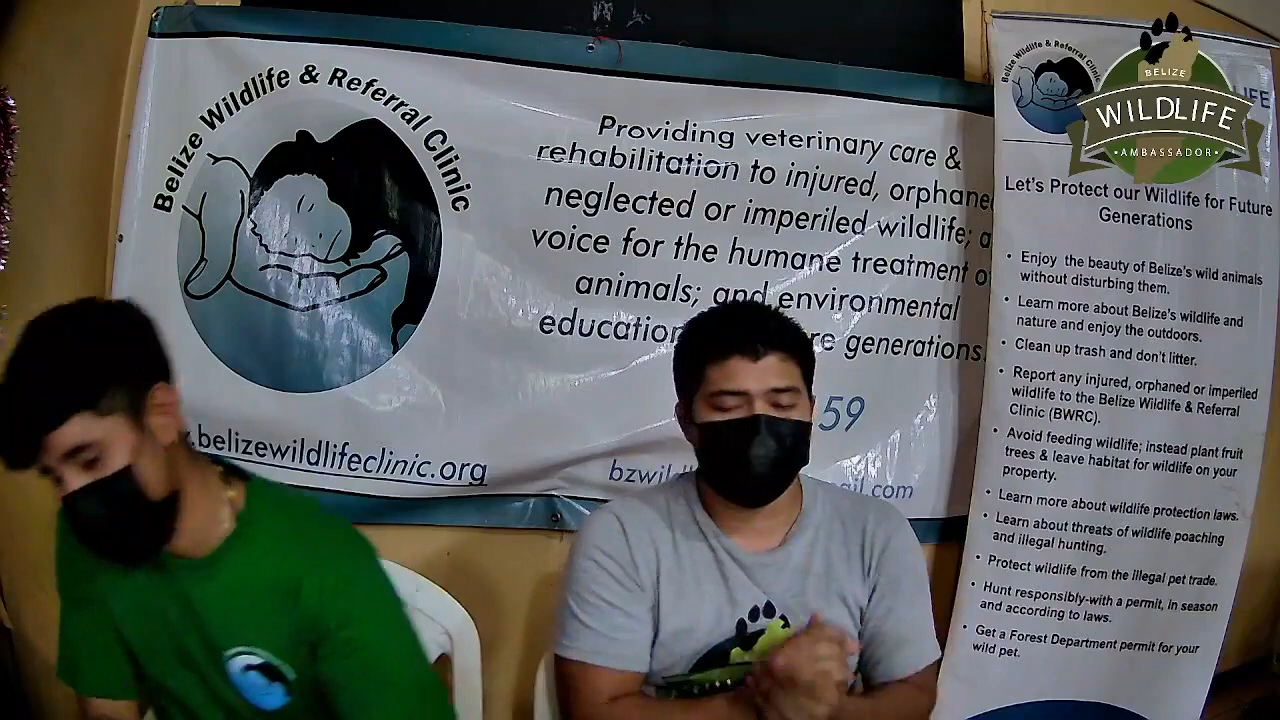 Belize Wildlife & Referral Clinic
Providing veterinary care &
rehabilitation to injured, orphaned
neglected or imperiled wildlife; a
voice for the humane treatment of
animals; and environmental
education re generations.
59
.belizewildlifeclinic.org
bzwil ail.com
Belize Wildlife & Referral Clinic
LIFE
BELIZE
WILDLIFE
•AMBASSADOR•
Let's Protect our Wildlife for Future
Generations
• Enjoy the beauty of Belize's wild animals
without disturbing them.
• Learn more about Belize's wildlife and
nature and enjoy the outdoors.
• Clean up trash and don't litter.
• Report any injured, orphaned or imperiled
wildlife to the Belize Wildlife & Referral
Clinic (BWRC).
• Avoid feeding wildlife; instead plant fruit
trees & leave habitat for wildlife on your
property.
• Learn more about wildlife protection laws.
• Learn about threats of wildlife poaching
and illegal hunting.
• Protect wildlife from the illegal pet trade.
• Hunt responsibly-with a permit, in season
and according to laws.
• Get a Forest Department permit for your
wild pet.